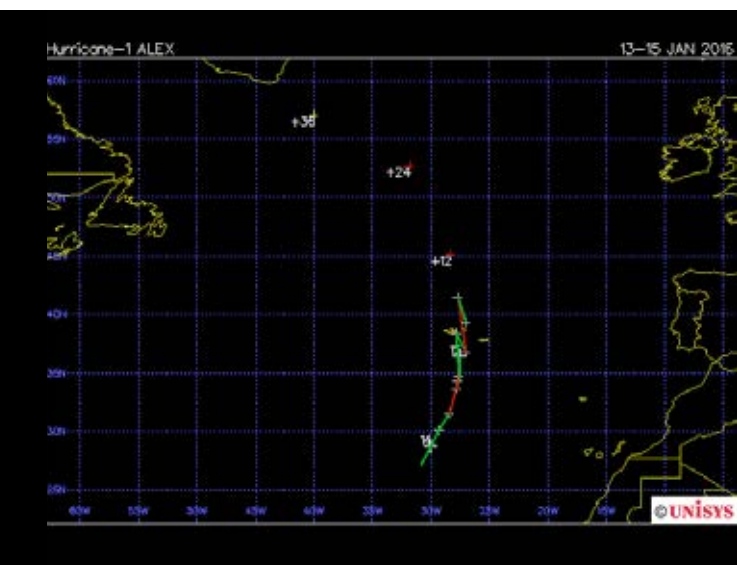 Hurricane-1 ALEX
13-15 JAN 2016
60N
+36
55N
+24
50N
45N
+12
40N
35N
30N
25N
60W 55W 50W 45W 40W 35W 30W 25W 20W 15W
©UNISYS